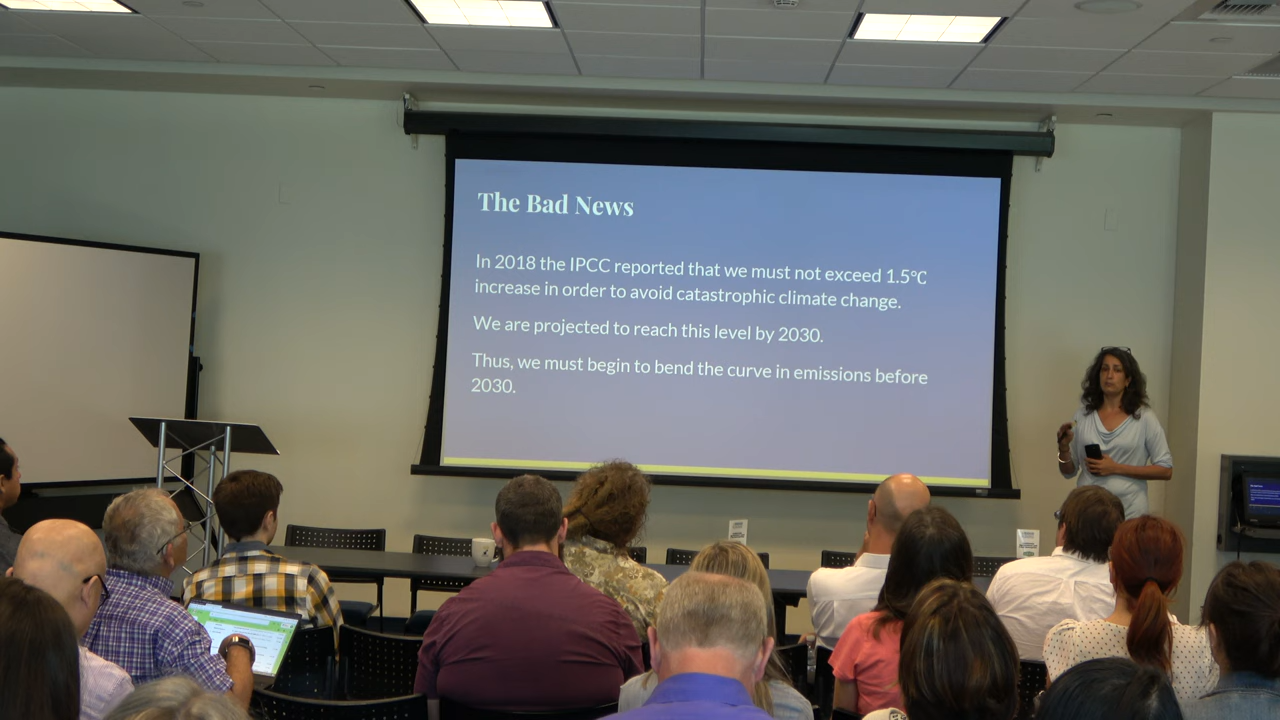 The Bad News
In 2018 the IPCC reported that we must not exceed 1.5°C
increase in order to avoid catastrophic climate change.
We are projected to reach this level by 2030.
Thus, we must begin to bend the curve in emissions before
2030.